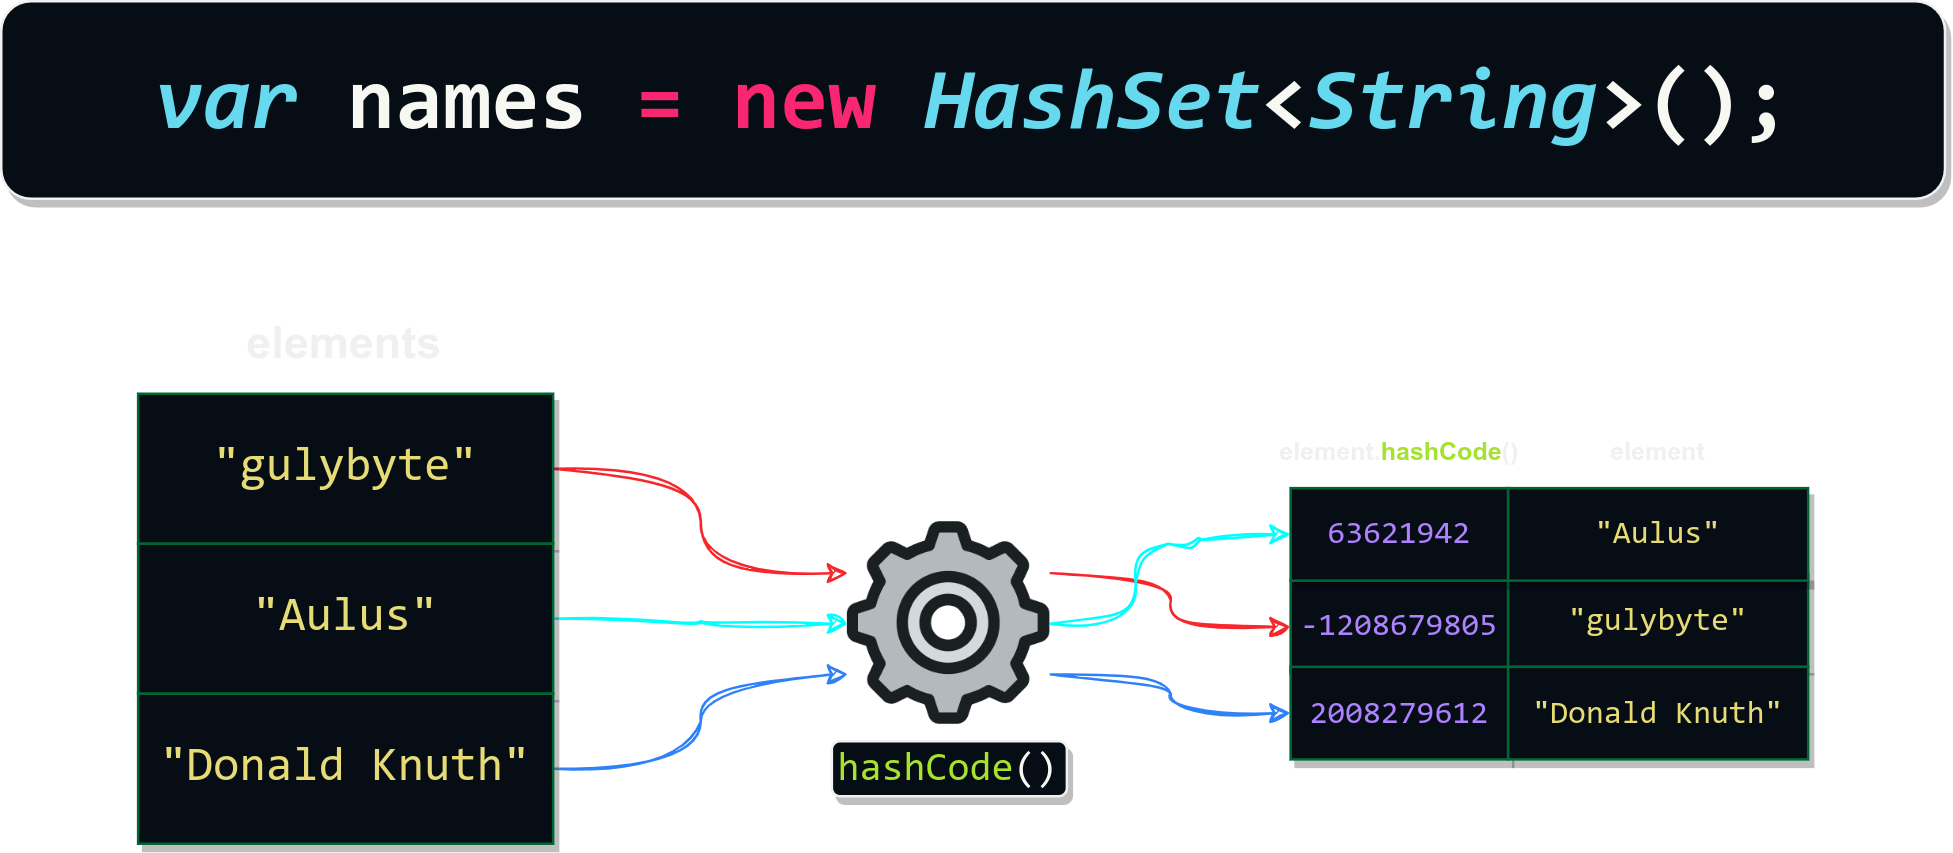 var names = new HashSet<String>();
elements
"gulybyte"
"Aulus"
"Donald Knuth"
hashCode()
element.hashCode() element
63621942 "Aulus"
-1208679805 "gulybyte"
2008279612 "Donald Knuth"